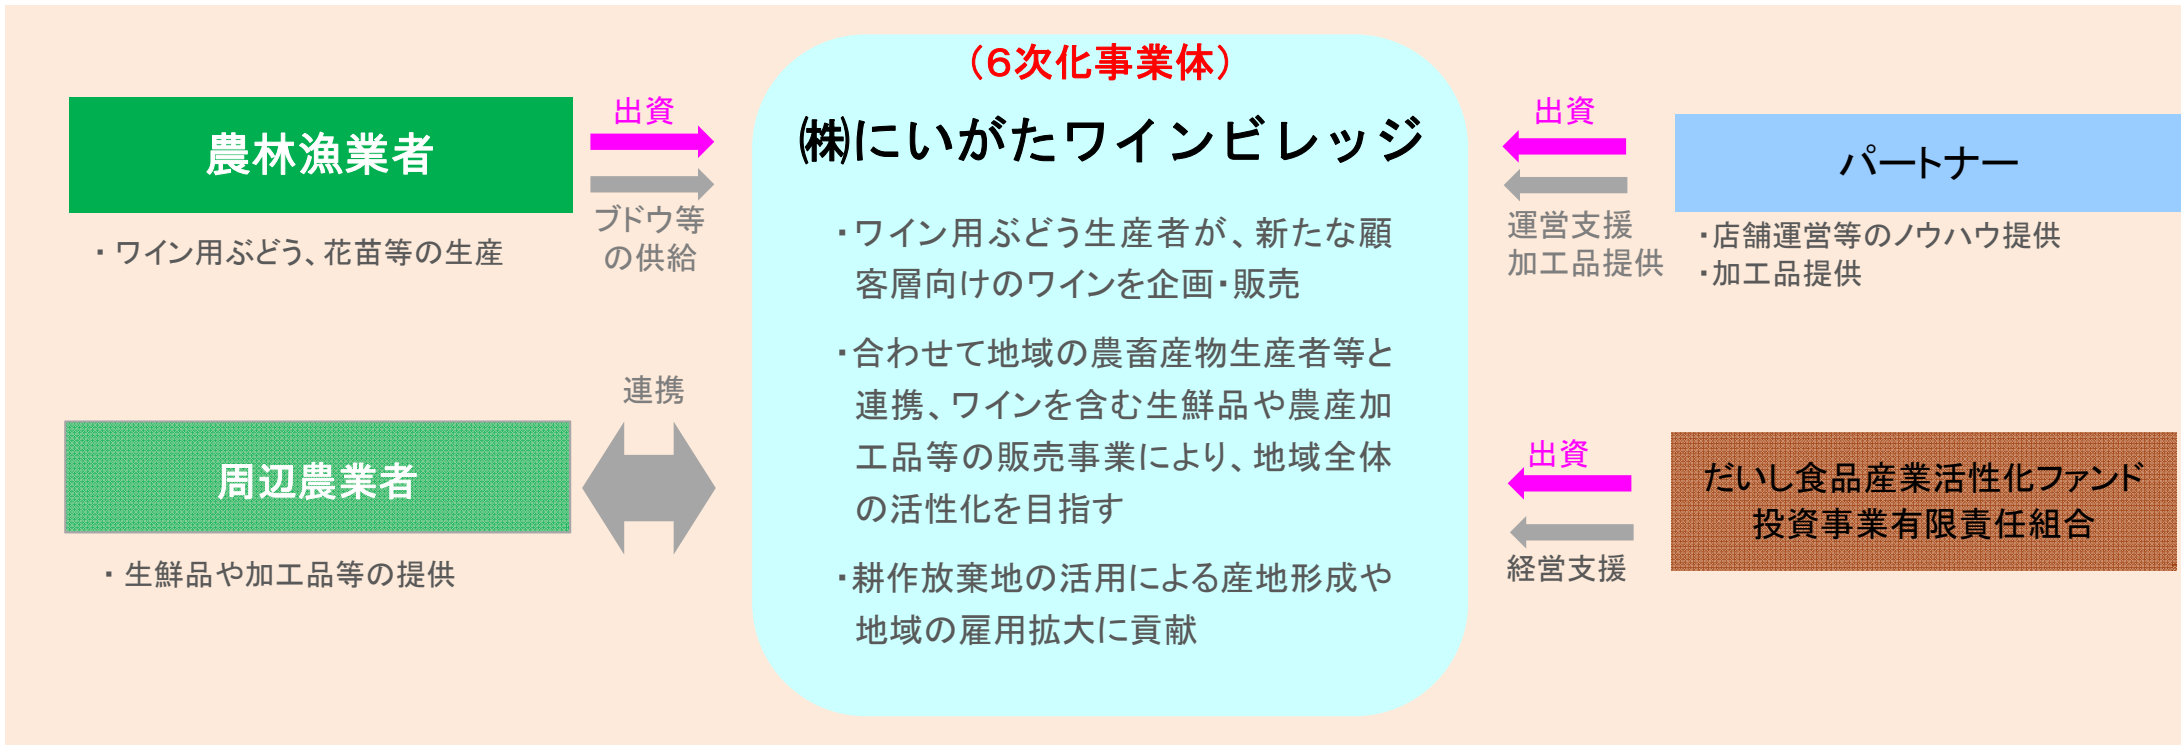 （６次化事業体）
㈱にいがたワインビレッジ
・ワイン用ぶどう生産者が、新たな顧
客層向けのワインを企画・販売
・合わせて地域の農畜産物生産者等と
連携、ワインを含む生鮮品や農産加
工品等の販売事業により、地域全体
の活性化を目指す
・耕作放棄地の活用による産地形成や
地域の雇用拡大に貢献
農林漁業者
・ワイン用ぶどう、花苗等の生産
出資
ブドウ等
の供給
周辺農業者
・生鮮品や加工品等の提供
連携
出資
運営支援
加工品提供
パートナー
・店舗運営等のノウハウ提供
・加工品提供
出資
経営支援
だいし食品産業活性化ファンド
投資事業有限責任組合